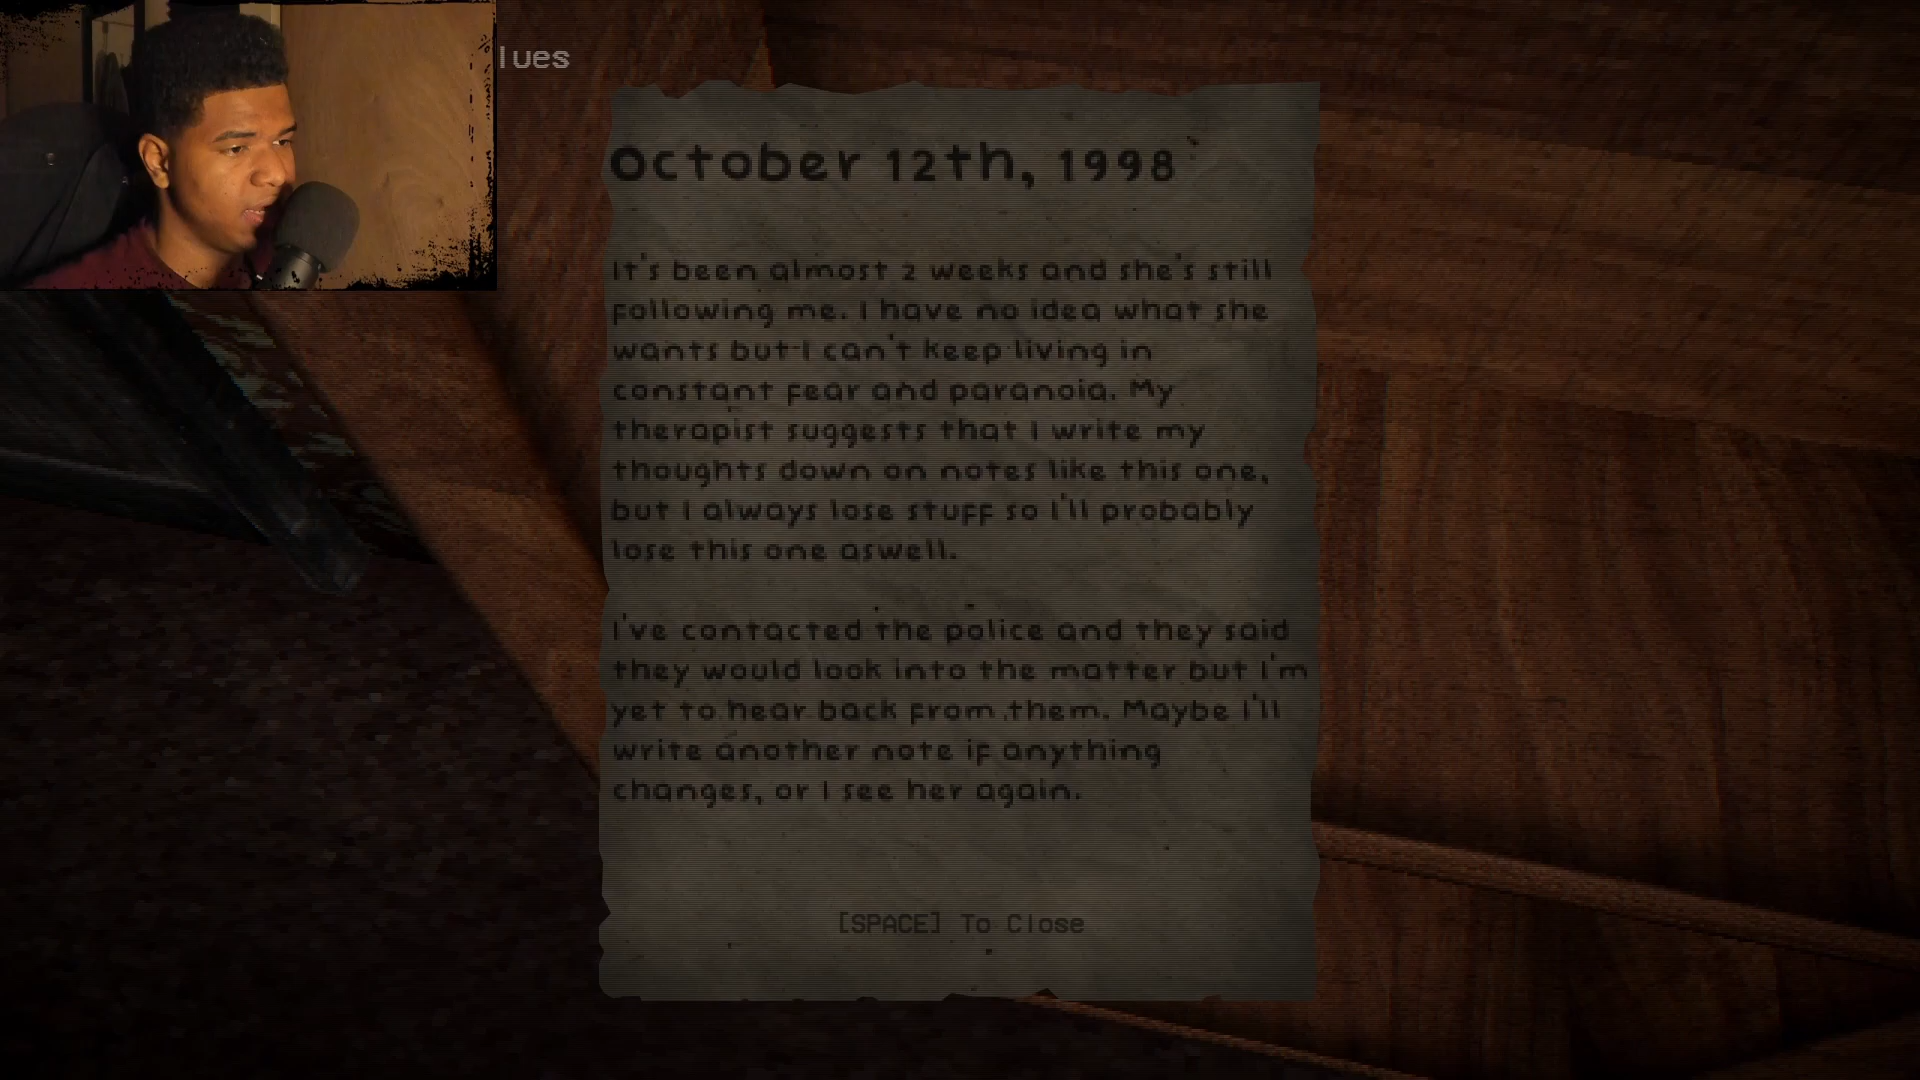 lues
October 12th, 1998
It's been almost 2 weeks and she's still
following me. I have no idea what she
wants but I can't keep living in
constant fear and paranoia. My
therapist suggests that I write my
thoughts down on notes like this one,
but I always lose stuff so I'll probably
lose this one aswell.
I've contacted the police and they said
they would look into the matter but I'm
yet to hear back from them. Maybe I'll
write another note if anything
changes, or I see her again.
[SPACE] To Close